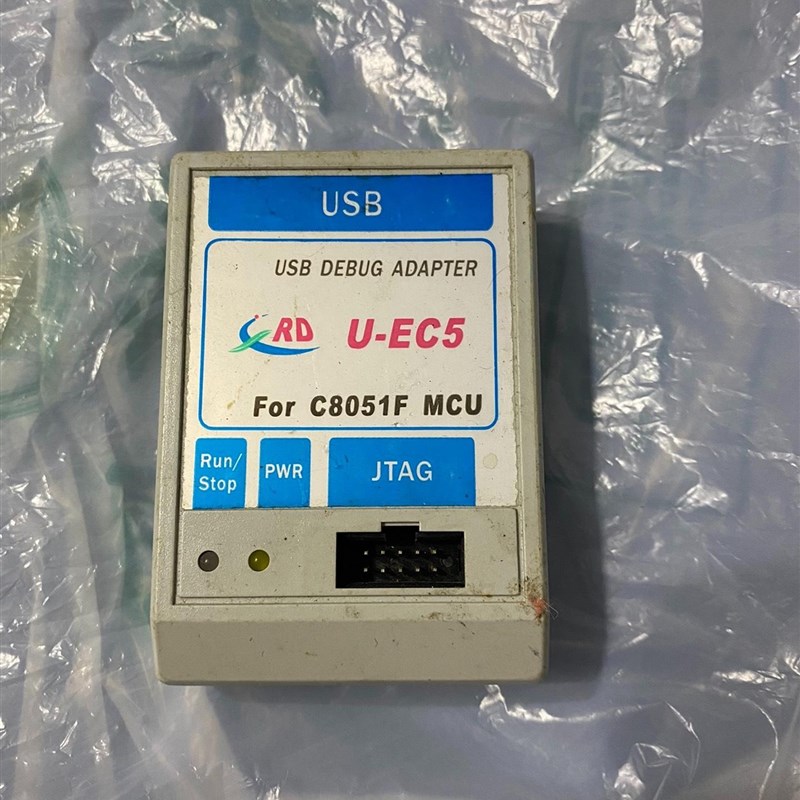 USB
USB DEBUG ADAPTER
RD U-EC5
For C8051F MCU
Run/
Stop
PWR
JTAG